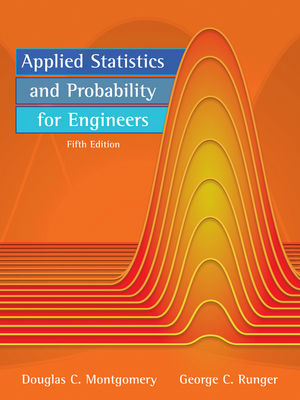 Applied Statistics
and Probability
for Engineers
Fifth Edition
Douglas C. Montgomery George C. Runger